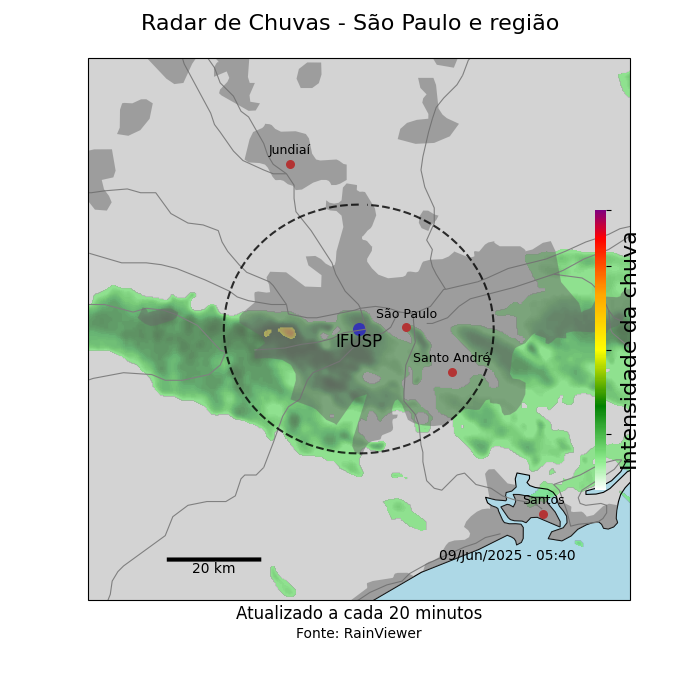 Radar de Chuvas - São Paulo e região
Jundiaí
São Paulo
IFUSP
Santo André
Intensidade da chuva
Santos
09/Jun/2025 - 05:40
20 km
Atualizado a cada 20 minutos
Fonte: RainViewer